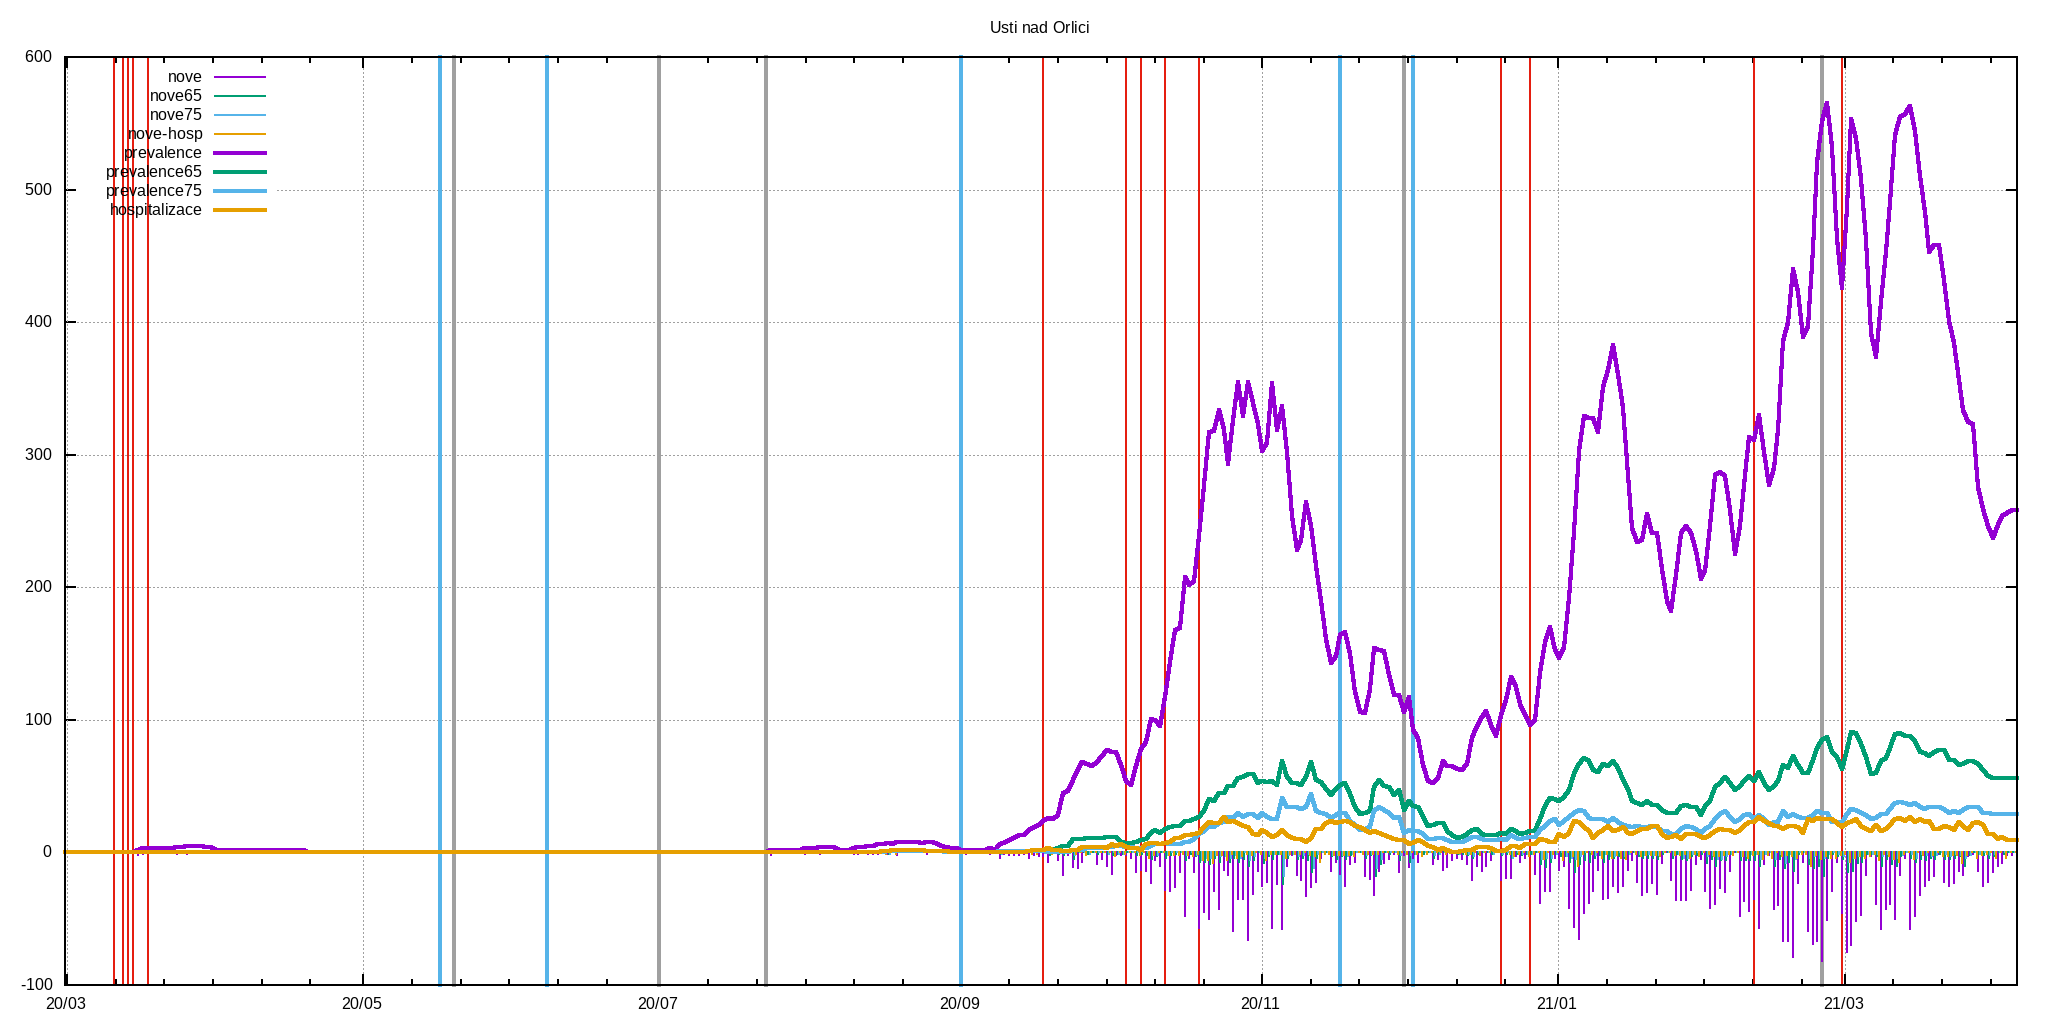 Usti nad Orlici
600
500
400
300
200
100
0
-100
nove
nove65
nove75
nove-hosp
prevalence
prevalence65
prevalence75
hospitalizace
20/03
20/05
20/07
20/09
20/11
21/01
21/03